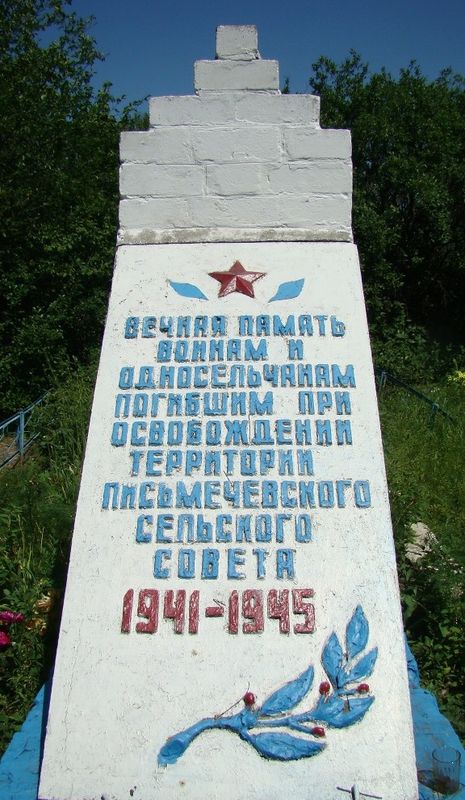 ВЕЧНАЯ ПАМЯТЬ
ВОИНАМ И
ОДНОСЕЛЬЧАНАМ
ПОГИБШИМ ПРИ
ОСВОБОЖДЕНИИ
ТЕРРИТОРИИ
ПИСЬМЕЧЕВСКОГО
СЕЛЬСКОГО
СОВЕТА
1941-1945